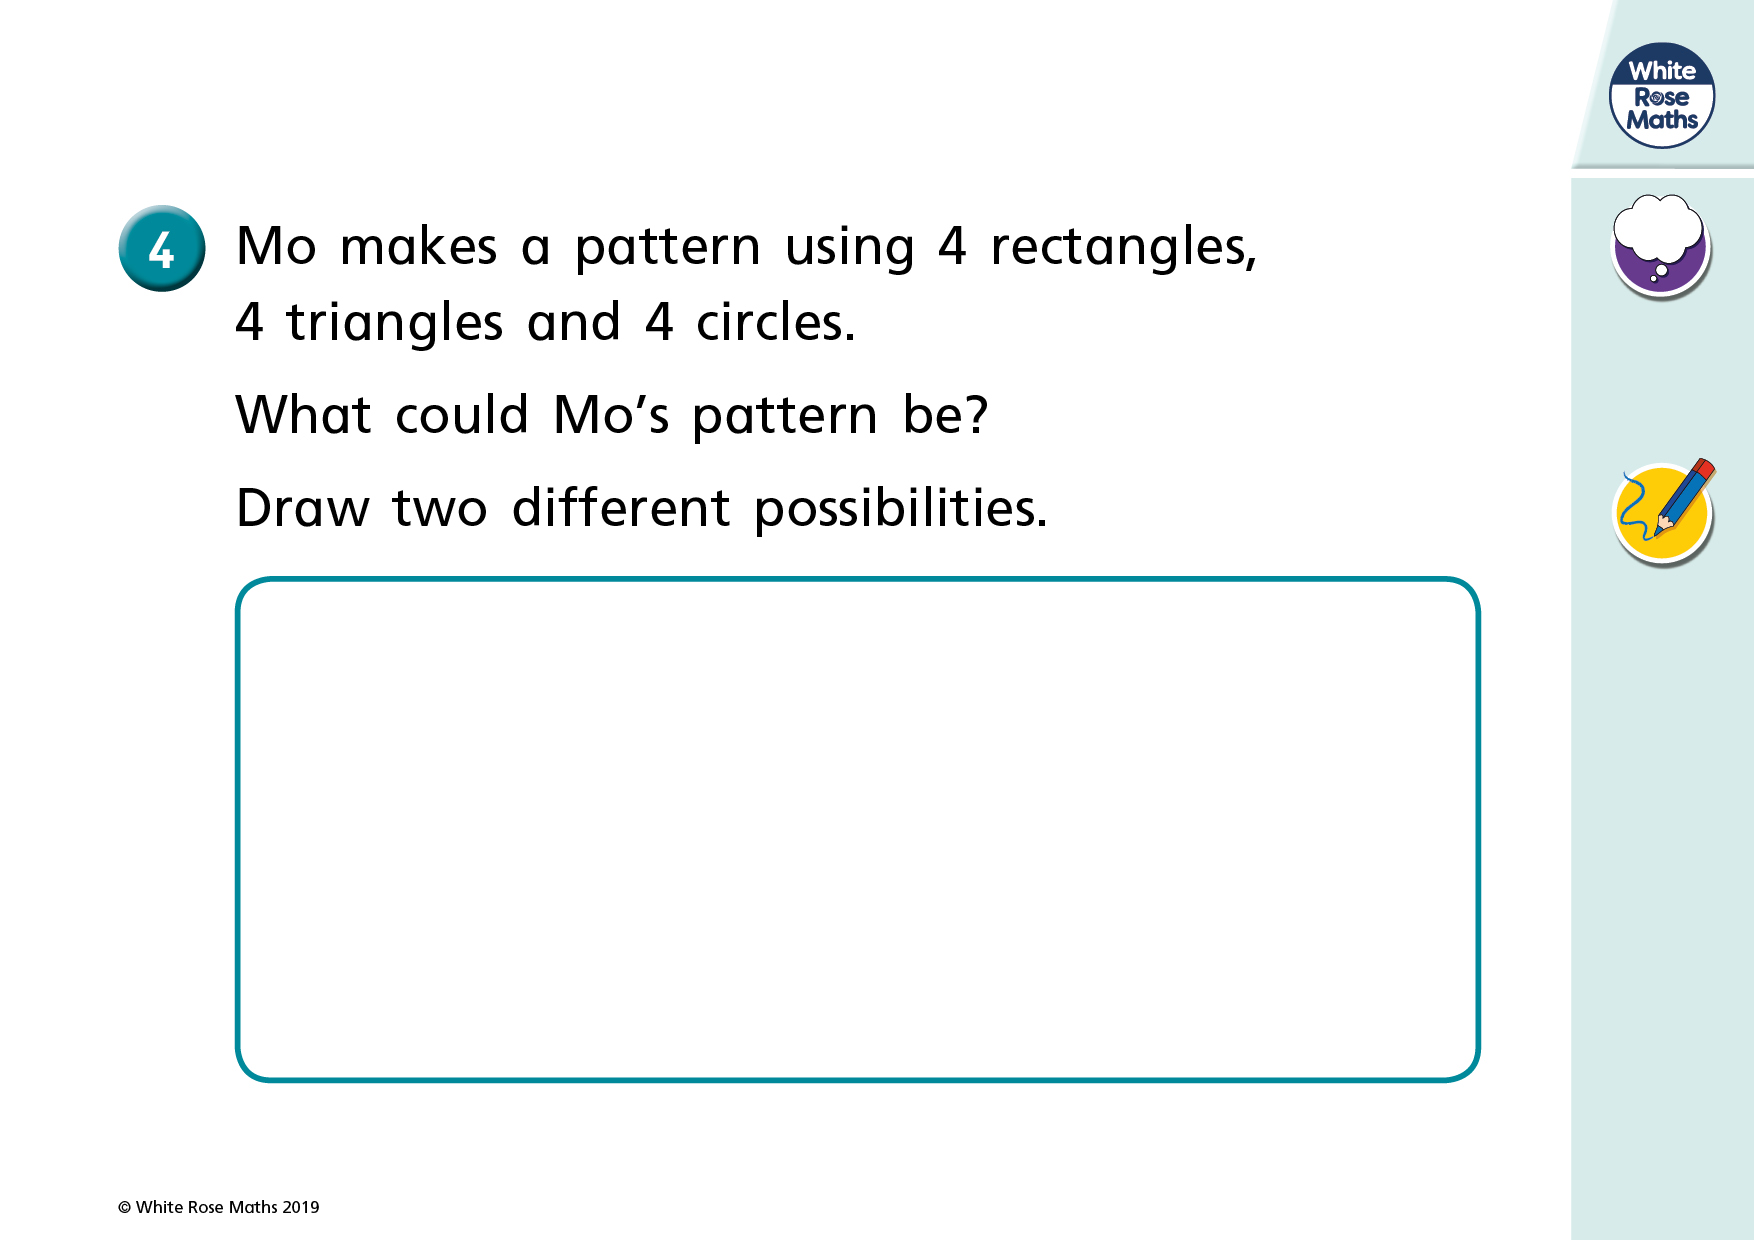 White
Rose
Maths
4
Mo makes a pattern using 4 rectangles,
4 triangles and 4 circles.
What could Mo’s pattern be?
Draw two different possibilities.
© White Rose Maths 2019